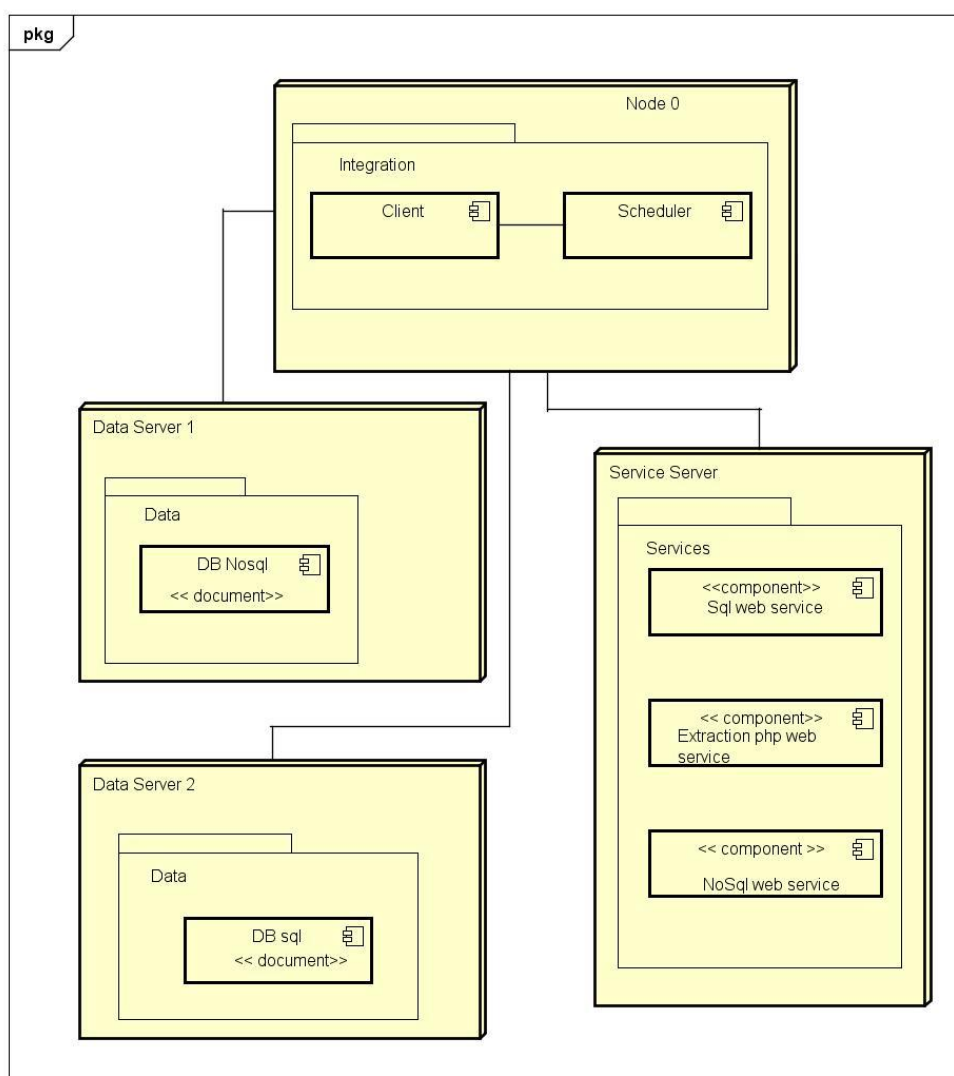 pkg
Node 0
Integration
Client
Scheduler
Data Server 1
Data
DB Nosql
<< document>>
Service Server
Services
<<component>>
Sql web service
<< component>>
Extraction php web
service
<< component >>
NoSql web service
Data Server 2
Data
DB sql
<< document>>